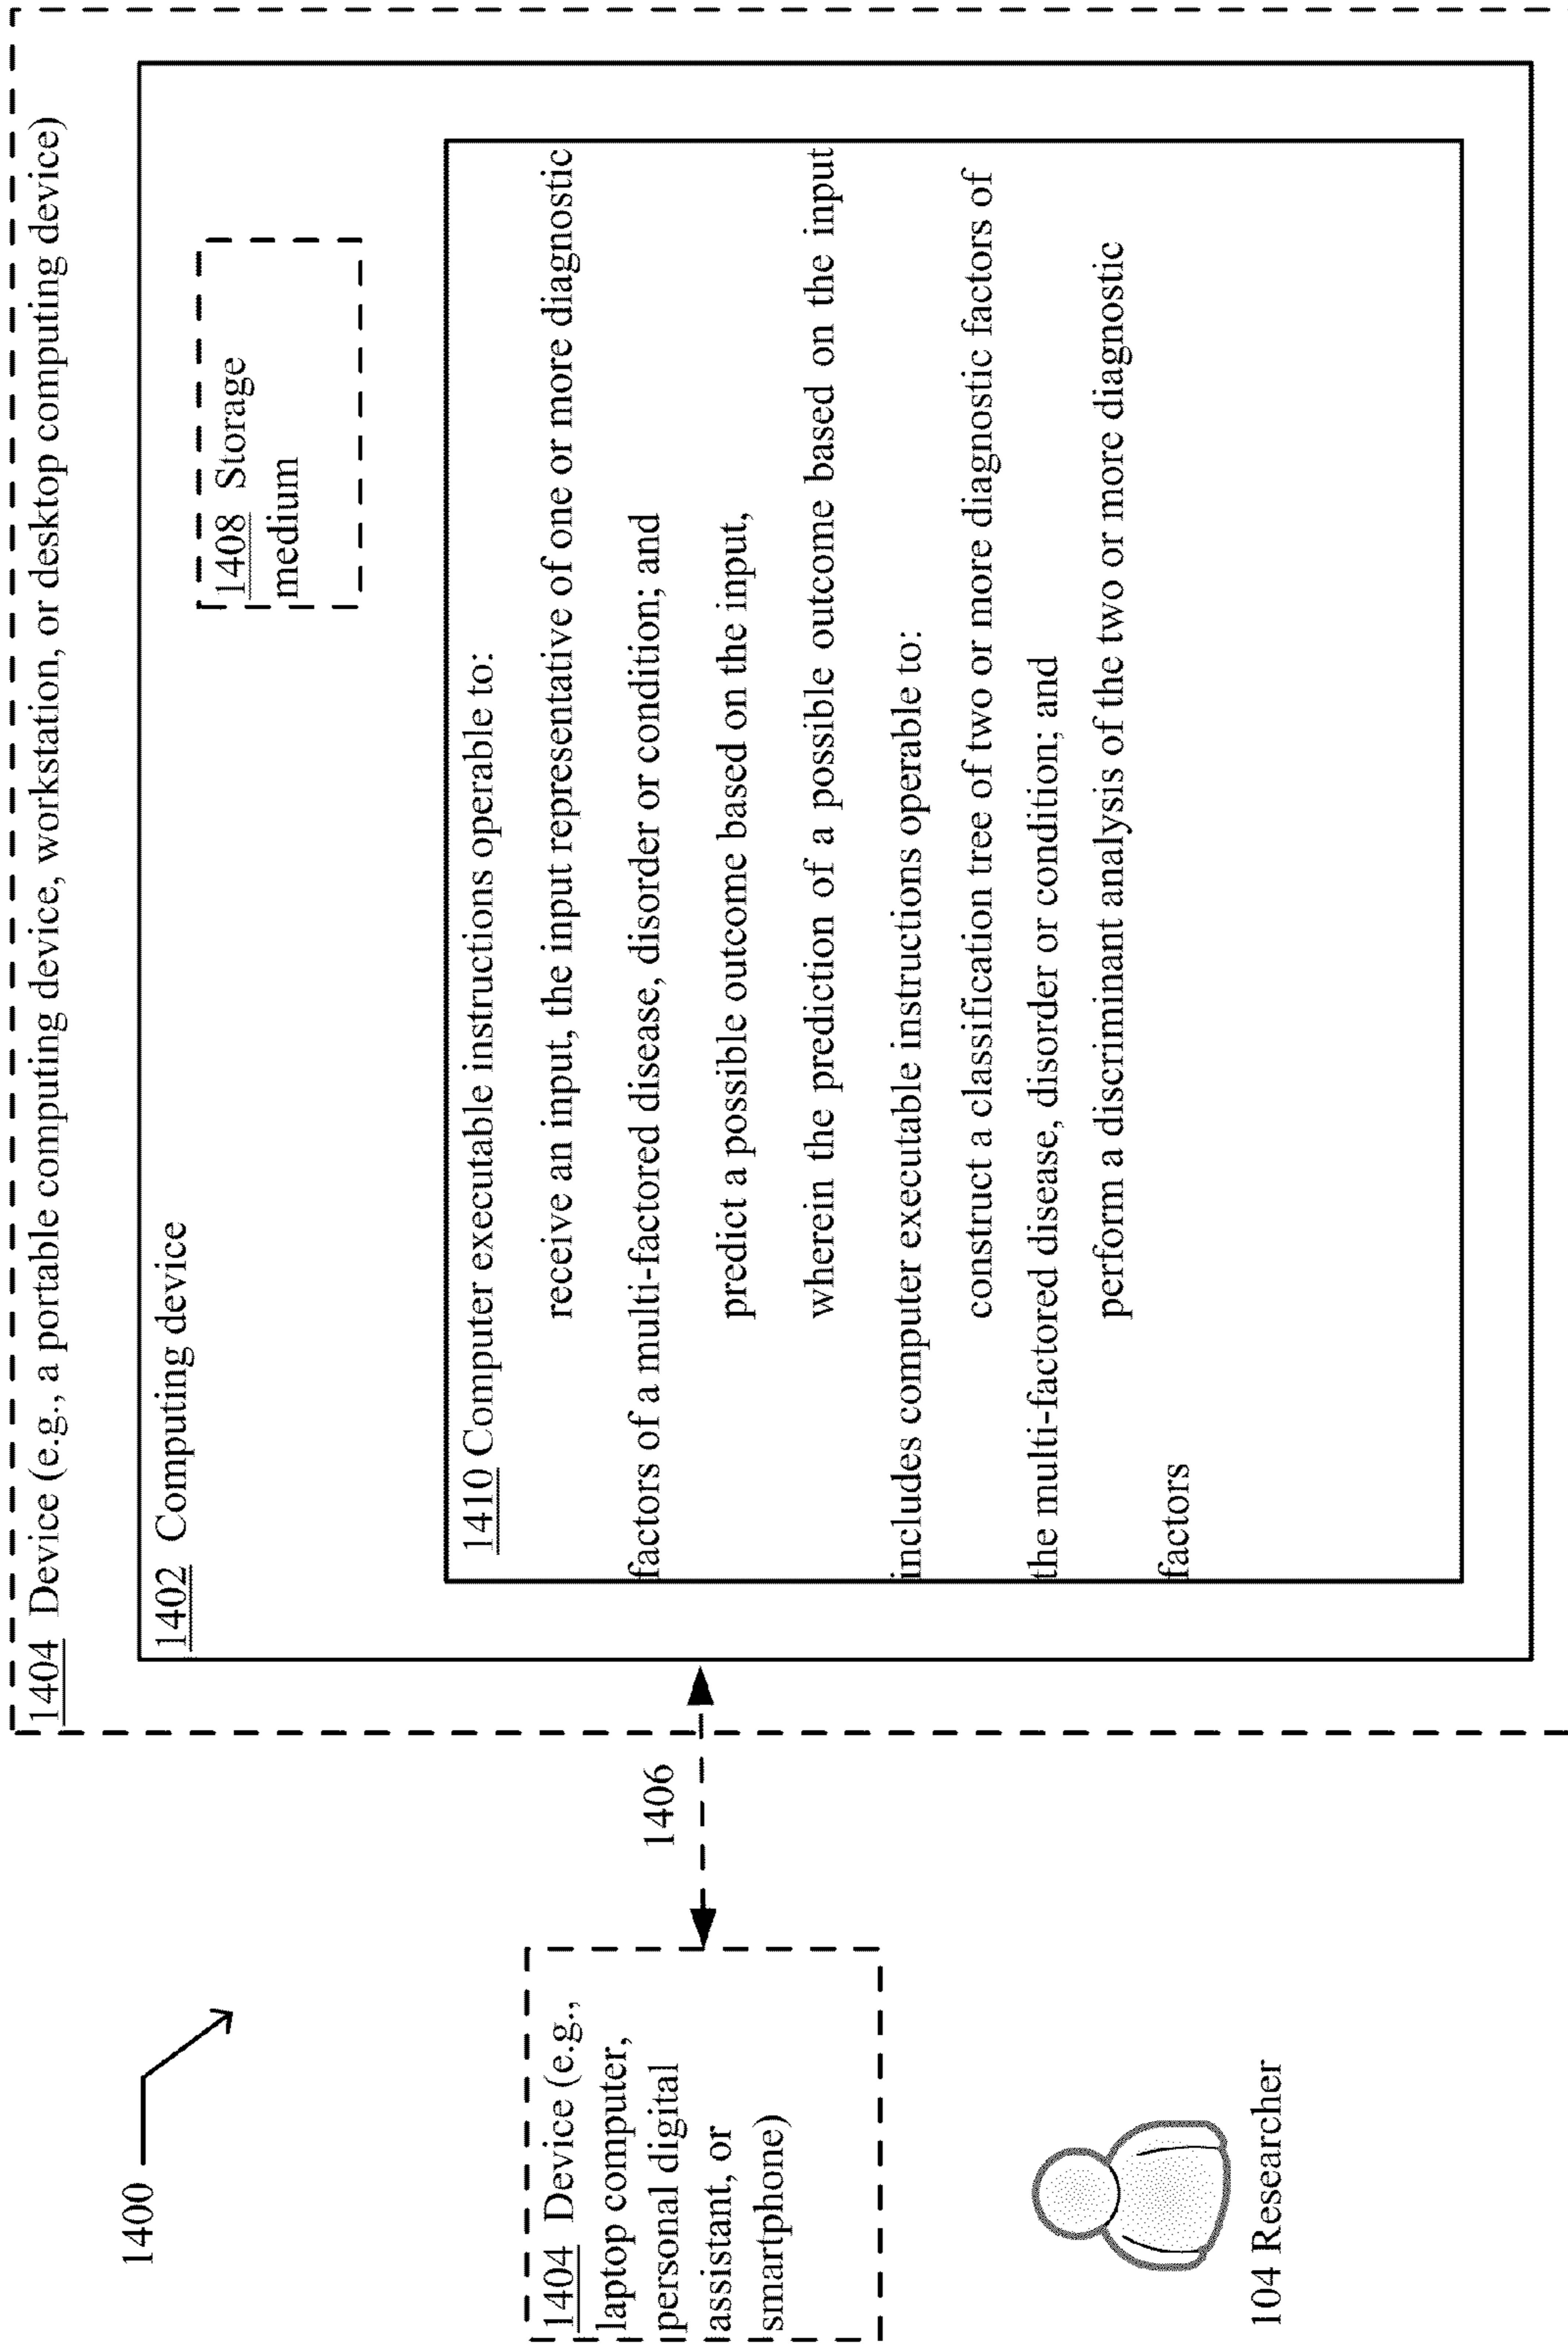 1400
1404 Device (e.g.,
laptop computer,
personal digital
assistant, or
smartphone)
104 Researcher
1406
1404 Device (e.g., a portable computing device, workstation, or desktop computing device)
1402 Computing device
1408 Storage
medium
1410 Computer executable instructions operable to:
receive an input, the input representative of one or more diagnostic
factors of a multi-factored disease, disorder or condition; and
predict a possible outcome based on the input,
wherein the prediction of a possible outcome based on the input
includes computer executable instructions operable to:
construct a classification tree of two or more diagnostic factors of
the multi-factored disease, disorder or condition; and
perform a discriminant analysis of the two or more diagnostic
factors